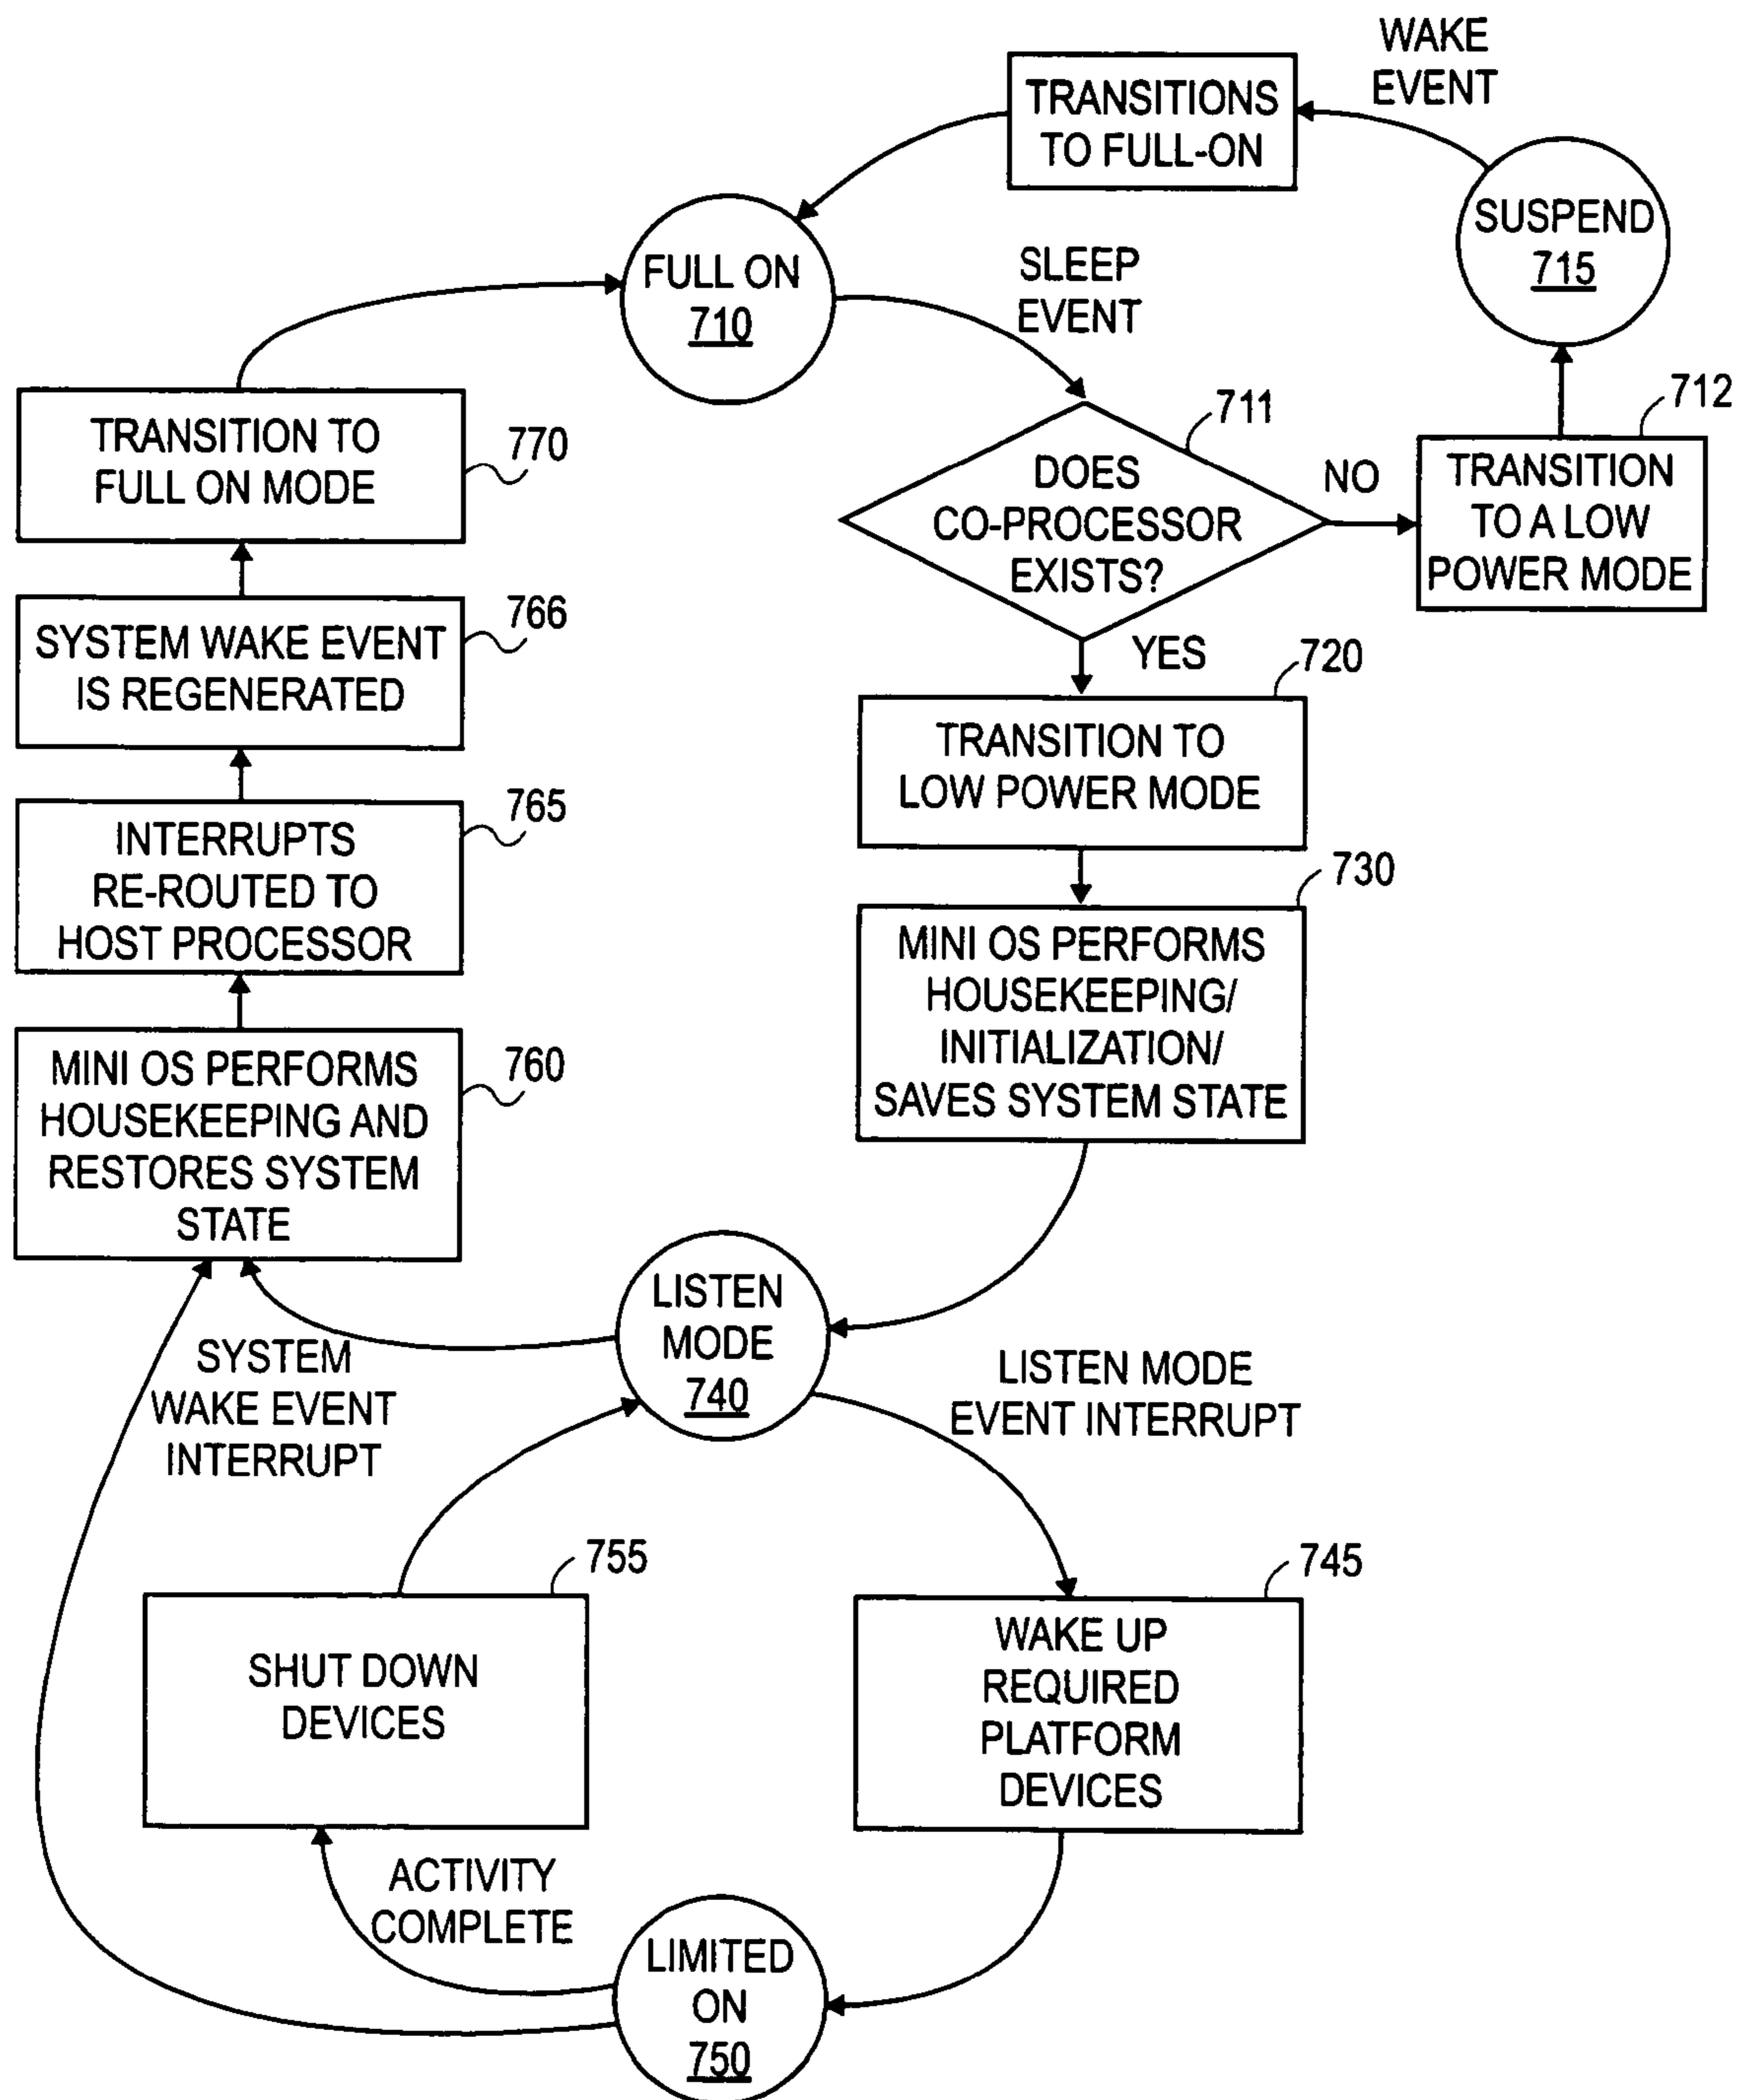 WAKE
EVENT
TRANSITIONS
TO FULL-ON
SUSPEND
715
FULL ON
710
SLEEP
EVENT
711
DOES
CO-PROCESSOR
EXISTS?
NO
712
TRANSITION
TO A LOW
POWER MODE
TRANSITION TO
FULL ON MODE
770
SYSTEM WAKE EVENT
IS REGENERATED
766
YES
720
TRANSITION TO
LOW POWER MODE
INTERRUPTS
RE-ROUTED TO
HOST PROCESSOR
765
730
MINI OS PERFORMS
HOUSEKEEPING/
INITIALIZATION/
SAVES SYSTEM STATE
MINI OS PERFORMS
HOUSEKEEPING AND
RESTORES SYSTEM
STATE
760
LISTEN
MODE
740
SYSTEM
WAKE EVENT
INTERRUPT
LISTEN MODE
EVENT INTERRUPT
755
SHUT DOWN
DEVICES
745
WAKE UP
REQUIRED
PLATFORM
DEVICES
ACTIVITY
COMPLETE
LIMITED
ON
750